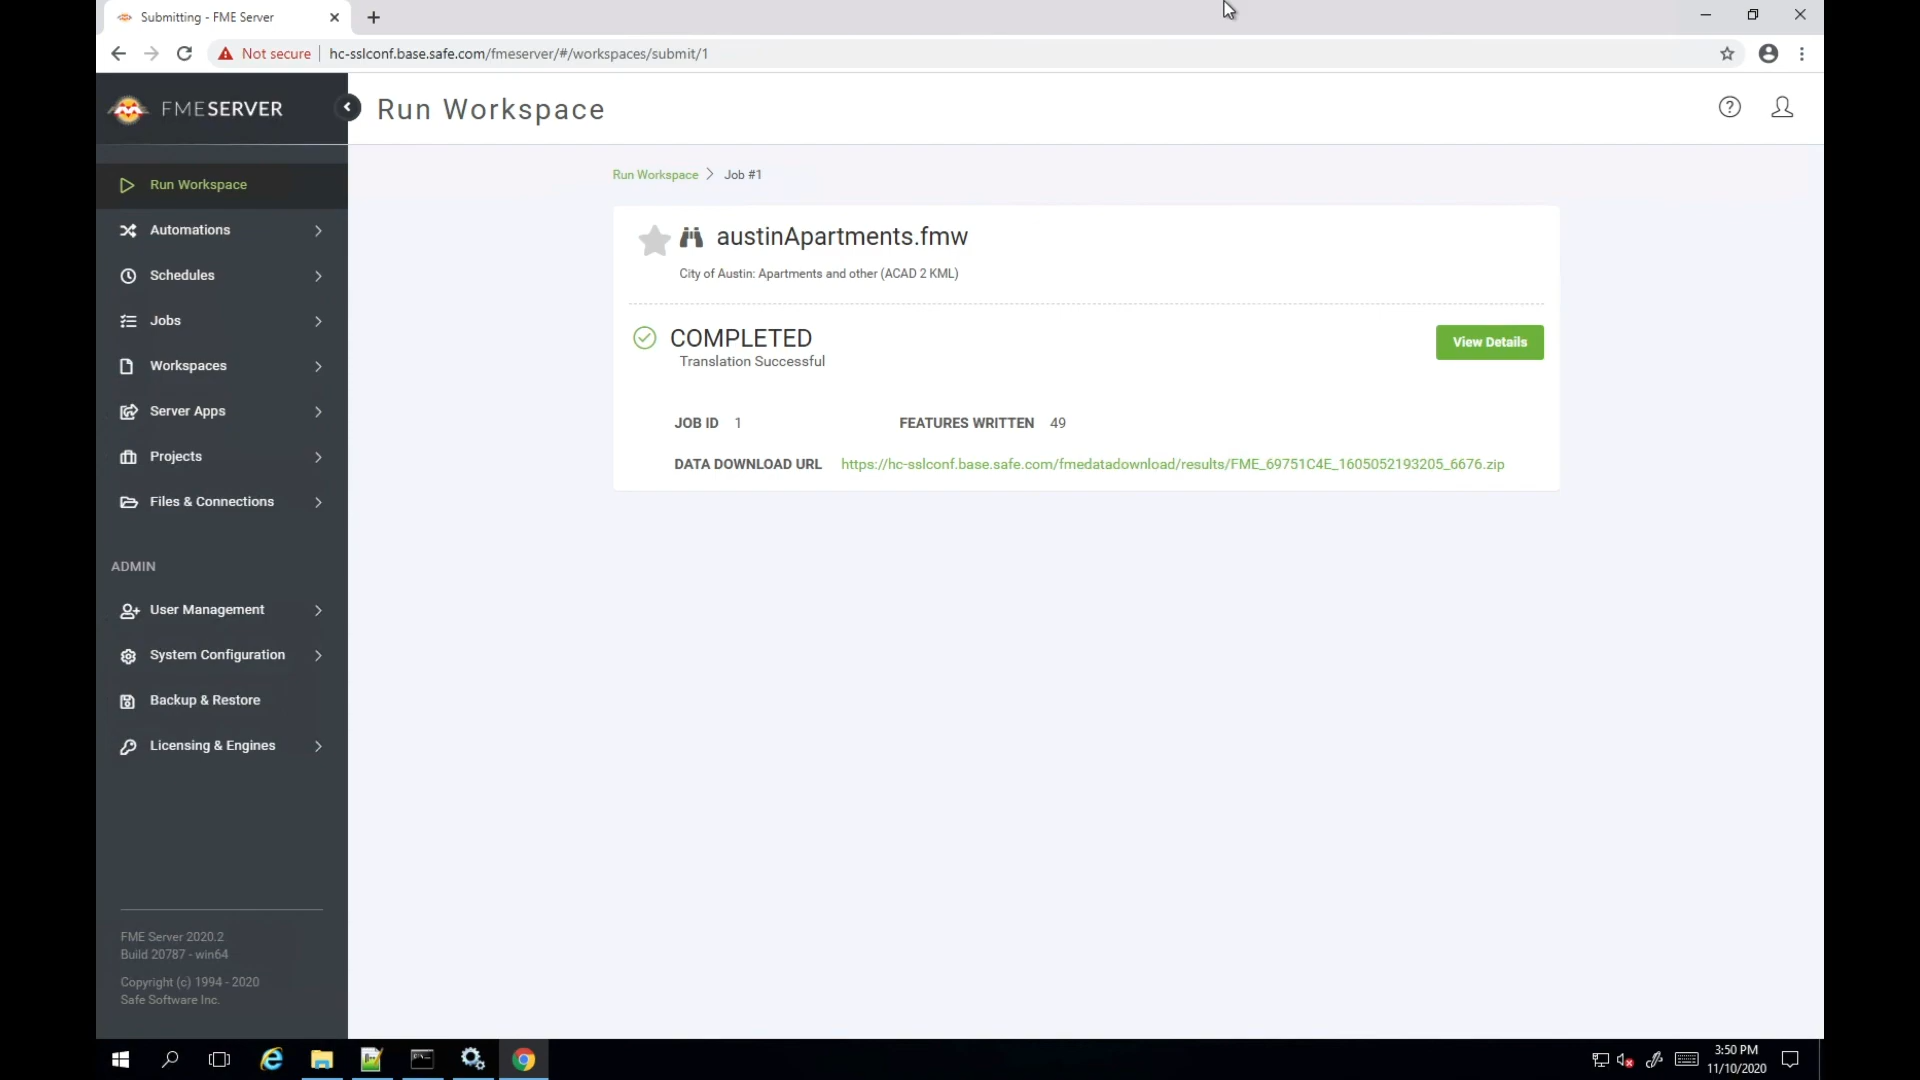 Submitting - FME Server
Not secure
hc-sslconf.base.safe.com/fmeserver/#/workspaces/submit/1
FMESERVER
Run Workspace
Run Workspace
Automations
Schedules
Jobs
Workspaces
Server Apps
Projects
Files & Connections
ADMIN
User Management
System Configuration
Backup & Restore
Licensing & Engines
FME Server 2020.2
Build 20787 - win64
Copyright (c) 1994 - 2020
Safe Software Inc.
Run Workspace > Job #1
austinApartments.fmw
City of Austin: Apartments and other (ACAD 2 KML)
COMPLETED
Translation Successful
View Details
JOB ID 1 FEATURES WRITTEN 49
DATA DOWNLOAD URL https://hc-sslconf.base.safe.com/fmedatadownload/results/FME_69751C4E_1605052193205_6676.zip
3:50 PM
11/10/2020